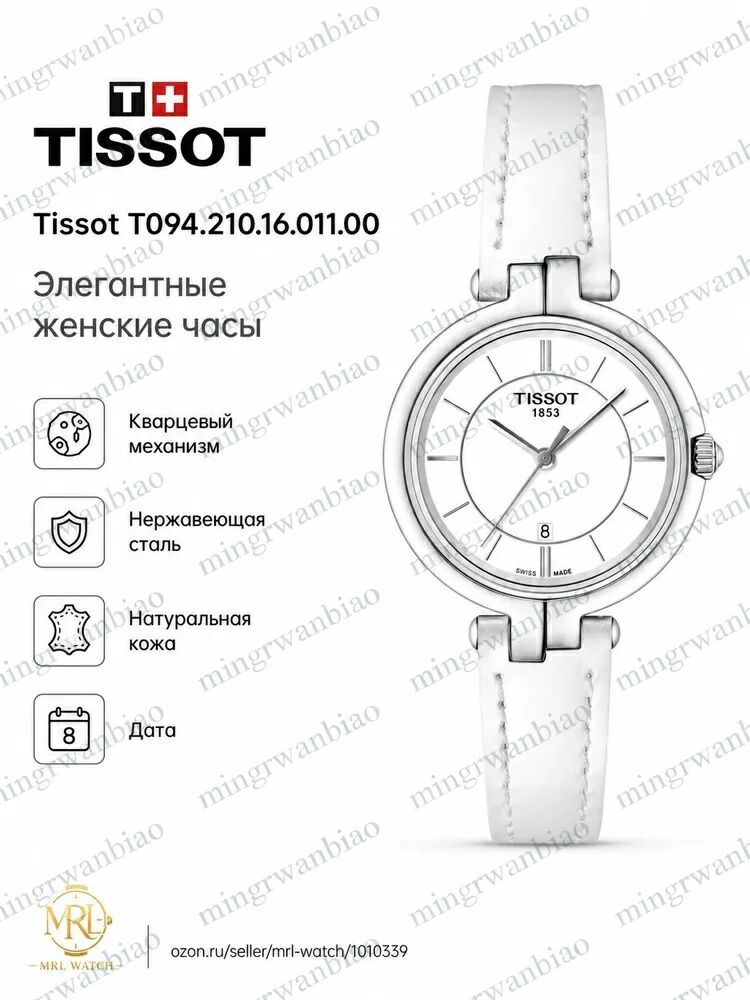 T+
TISSOT
Tissot T094.210.16.011.00
Элегантные
женские часы
Кварцевый
механизм
Нержавеющая
сталь
Натуральная
кожа
8
Дата
TISSOT
1853
8
SWISS MADE
MRL
MRL WATCH
ozon.ru/seller/mrl-watch/1010339
mingrwanbiao